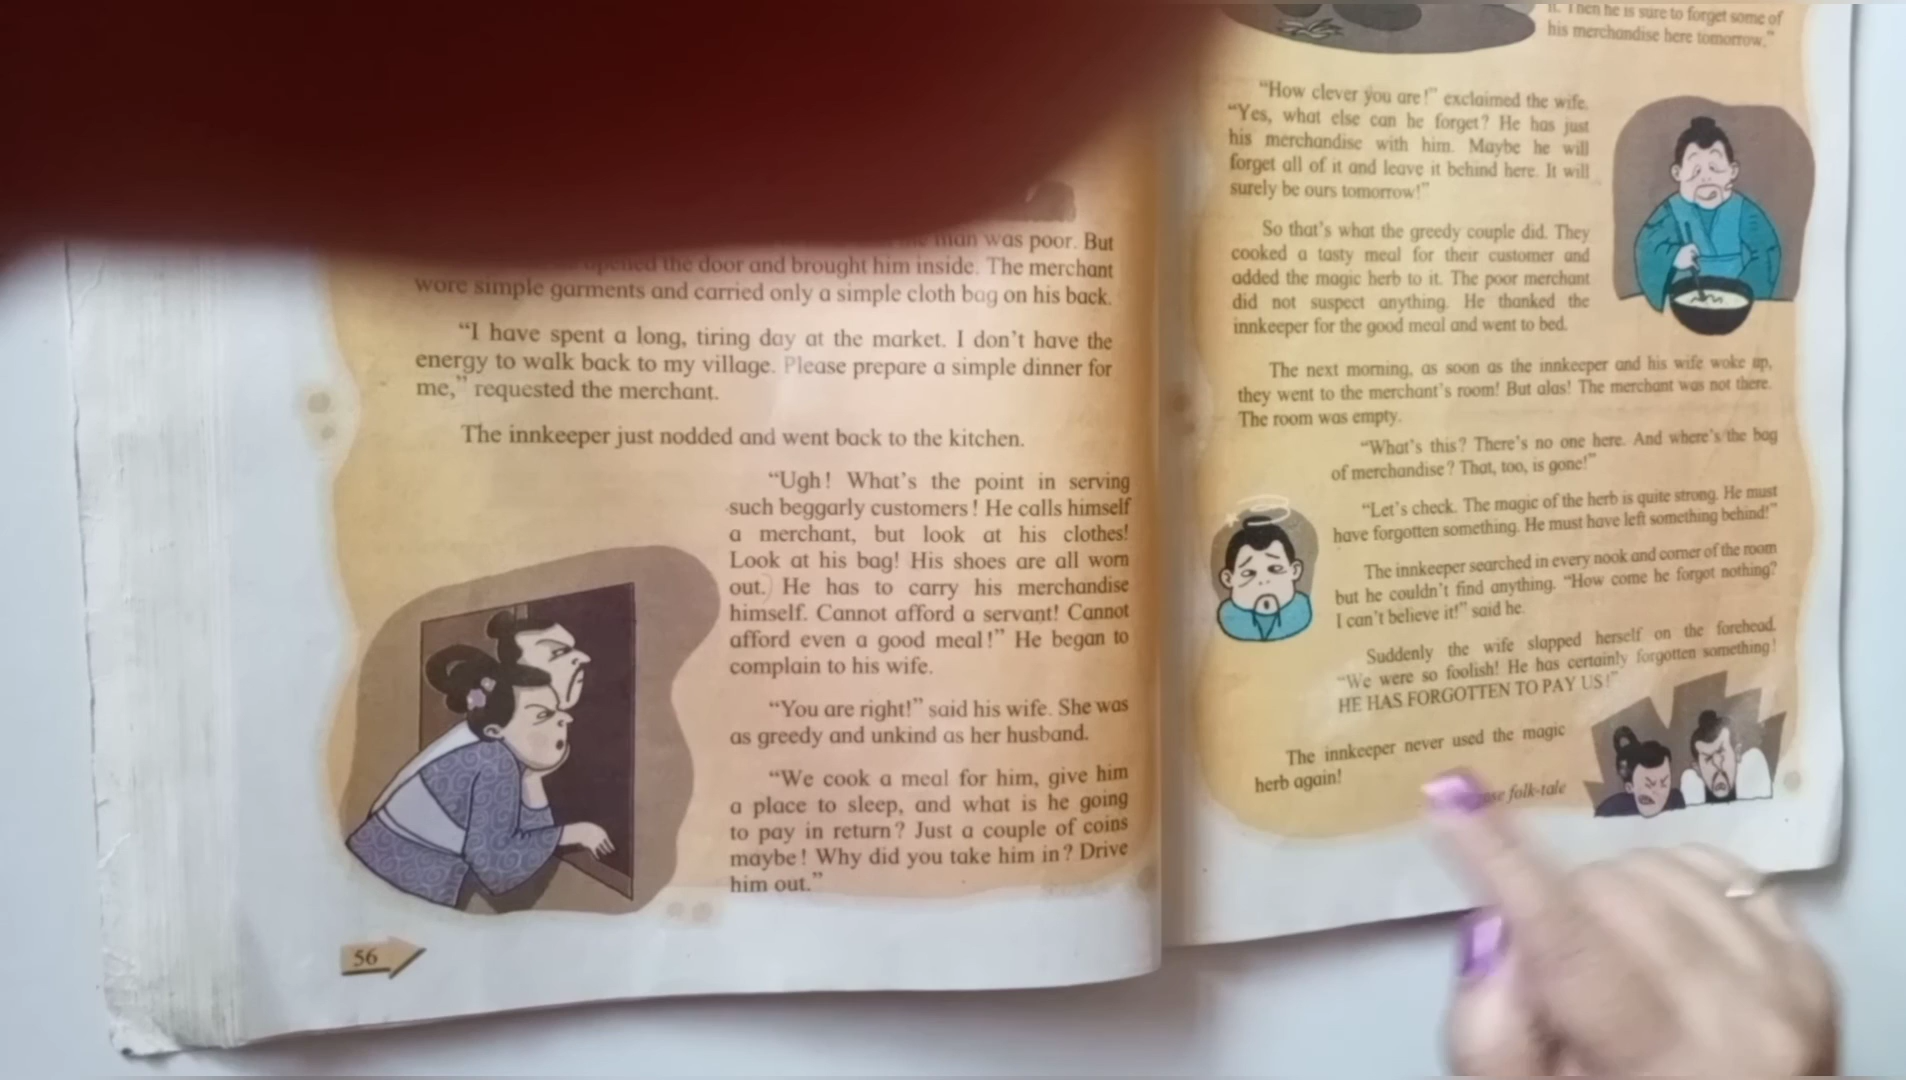 man was poor. But
opened the door and brought him inside. The merchant
wore simple garments and carried only a simple cloth bag on his back.
“I have spent a long, tiring day at the market. I don’t have the
energy to walk back to my village. Please prepare a simple dinner for
me,” requested the merchant.
The innkeeper just nodded and went back to the kitchen.
“Ugh! What’s the point in serving
such beggarly customers! He calls himself
a merchant, but look at his clothes!
Look at his bag! His shoes are all worn
out. He has to carry his merchandise
himself. Cannot afford a servant! Cannot
afford even a good meal!” He began to
complain to his wife.
“You are right!” said his wife. She was
as greedy and unkind as her husband.
“We cook a meal for him, give him
a place to sleep, and what is he going
to pay in return? Just a couple of coins
maybe! Why did you take him in? Drive
him out.”
56
it. Then he is sure to forget some of
his merchandise here tomorrow.”
“How clever you are!” exclaimed the wife.
“Yes, what else can he forget? He has just
his merchandise with him. Maybe he will
forget all of it and leave it behind here. It will
surely be ours tomorrow!”
So that’s what the greedy couple did. They
cooked a tasty meal for their customer and
added the magic herb to it. The poor merchant
did not suspect anything. He thanked the
innkeeper for the good meal and went to bed.
The next morning, as soon as the innkeeper and his wife woke up,
they went to the merchant’s room! But alas! The merchant was not there.
The room was empty.
“What’s this? There’s no one here. And where’s the bag
of merchandise? That, too, is gone!”
“Let’s check. The magic of the herb is quite strong. He must
have forgotten something. He must have left something behind!”
The innkeeper searched in every nook and corner of the room
but he couldn’t find anything. “How come he forgot nothing?
I can’t believe it!” said he.
Suddenly the wife slapped herself on the forehead.
“We were so foolish! He has certainly forgotten something!
HE HAS FORGOTTEN TO PAY US!”
The innkeeper never used the magic
herb again!
folk-tale